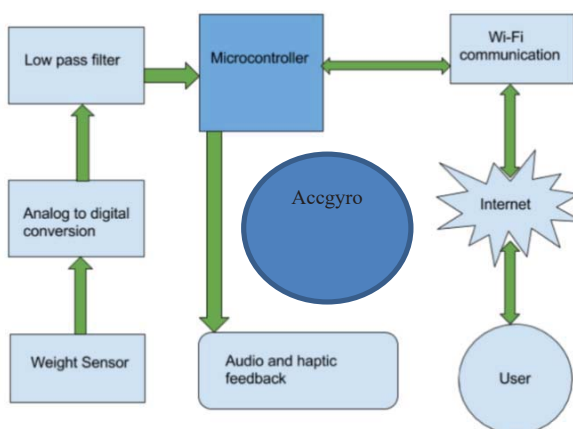 Low pass filter
Microcontroller
Wi-Fi
communication
Analog to digital
conversion
Accgyro
Internet
Weight Sensor
Audio and haptic
feedback
User